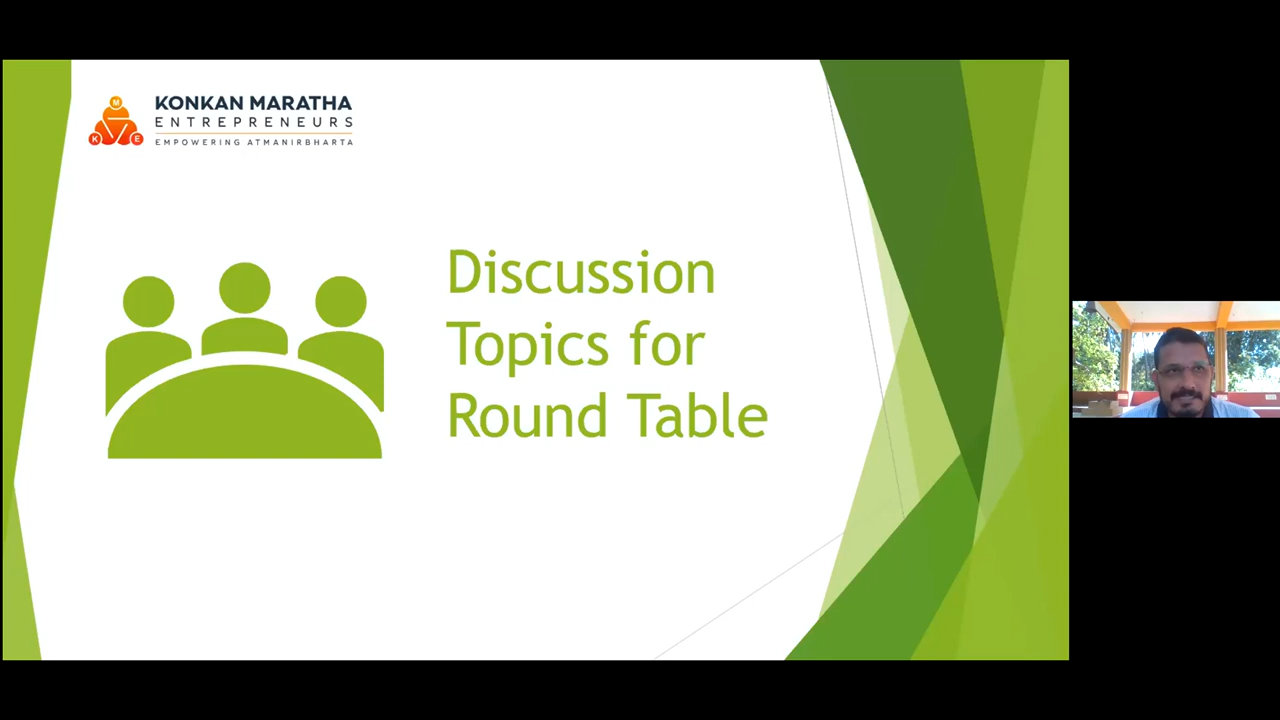 M
K E
KONKAN MARATHA
ENTREPRENEURS
EMPOWERING ATMANIRBHARTA
Discussion
Topics for
Round Table